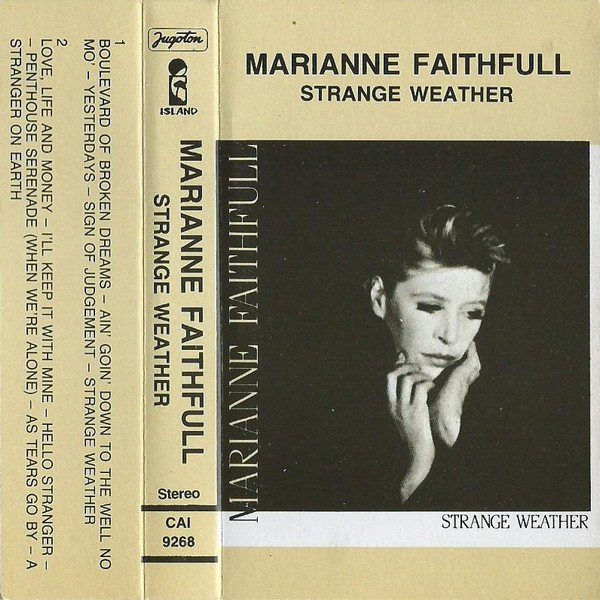 1
BOULEVARD OF BROKEN DREAMS – AIN' GOIN' DOWN TO THE WELL NO
MO' – YESTERDAYS – SIGN OF JUDGEMENT – STRANGE WEATHER
2
LOVE, LIFE AND MONEY – I'LL KEEP IT WITH MINE – HELLO STRANGER –
– PENTHOUSE SERENADE (WHEN WE'RE ALONE) – AS TEARS GO BY – A
STRANGER ON EARTH
Jugoton
ISLAND
MARIANNE FAITHFULL
STRANGE WEATHER
Stereo
CAI
9268
MARIANNE FAITHFULL
STRANGE WEATHER
MARIANNE FAITHFULL
STRANGE WEATHER